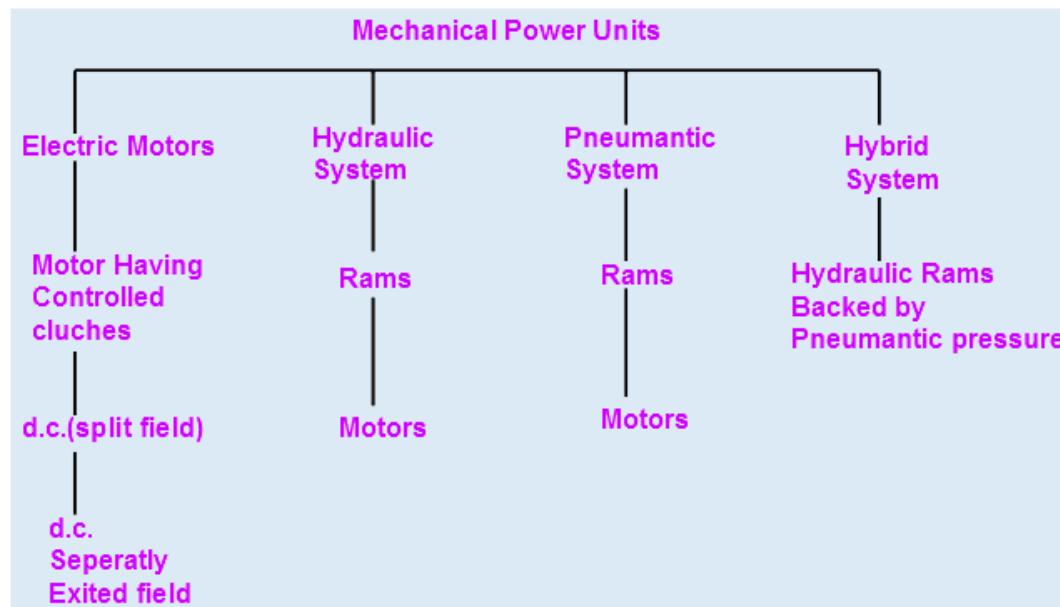 Mechanical Power Units
Electric Motors
Hydraulic
System
Pneumantic
System
Hybrid
System
Motor Having
Controlled
cluches
Rams
Rams
Hydraulic Rams
Backed by
Pneumantic pressure
d.c.(split field)
Motors
Motors
d.c.
Seperatly
Exited field